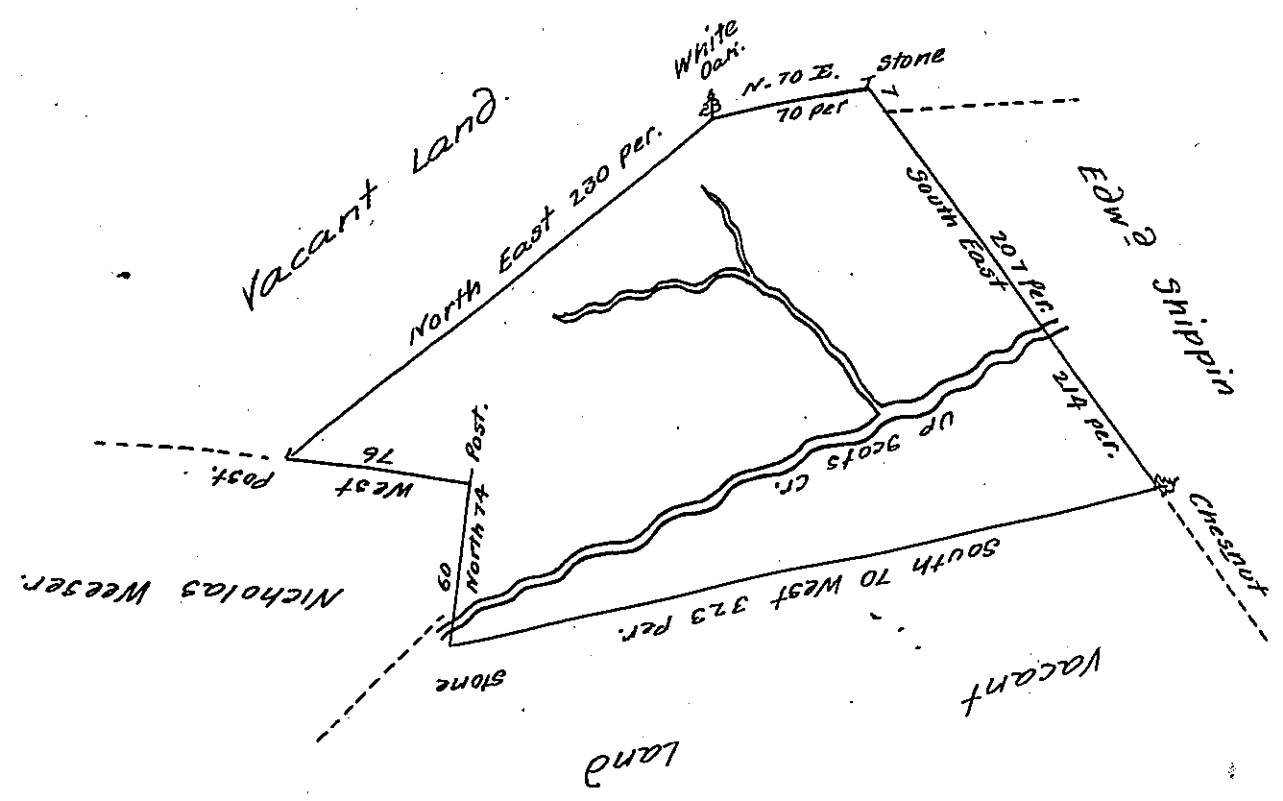 Vacant Land.
White
Oak.
N-70 E.
70 per
Stone
7
North East 230 per.
South East
207 Per.
214 per.
Edwd Shippin
Chesnut
Up Scots Cr.
Post.
West
76
Post.
North 74
60
Nicholas Weeser.
Stone
South 70 West 323 Per.
Vacant
Land